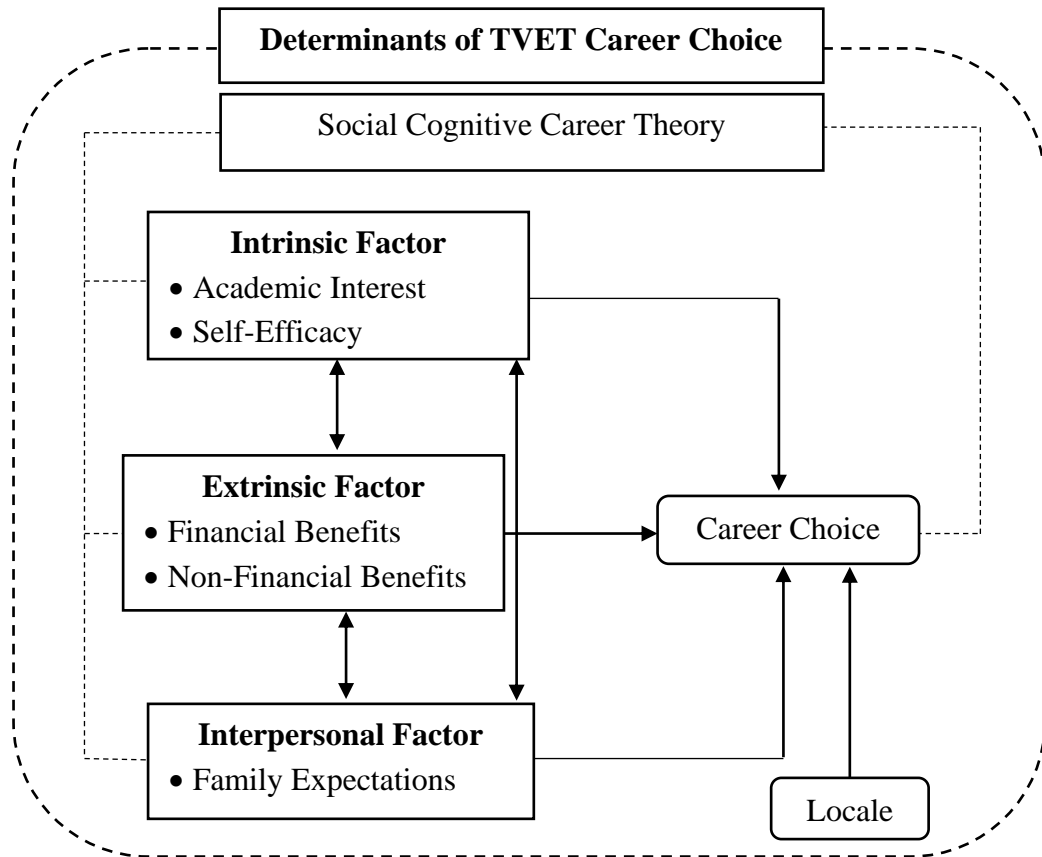 Determinants of TVET Career Choice
Social Cognitive Career Theory
Intrinsic Factor
• Academic Interest
• Self-Efficacy
Extrinsic Factor
• Financial Benefits
• Non-Financial Benefits
Career Choice
Interpersonal Factor
• Family Expectations
Locale